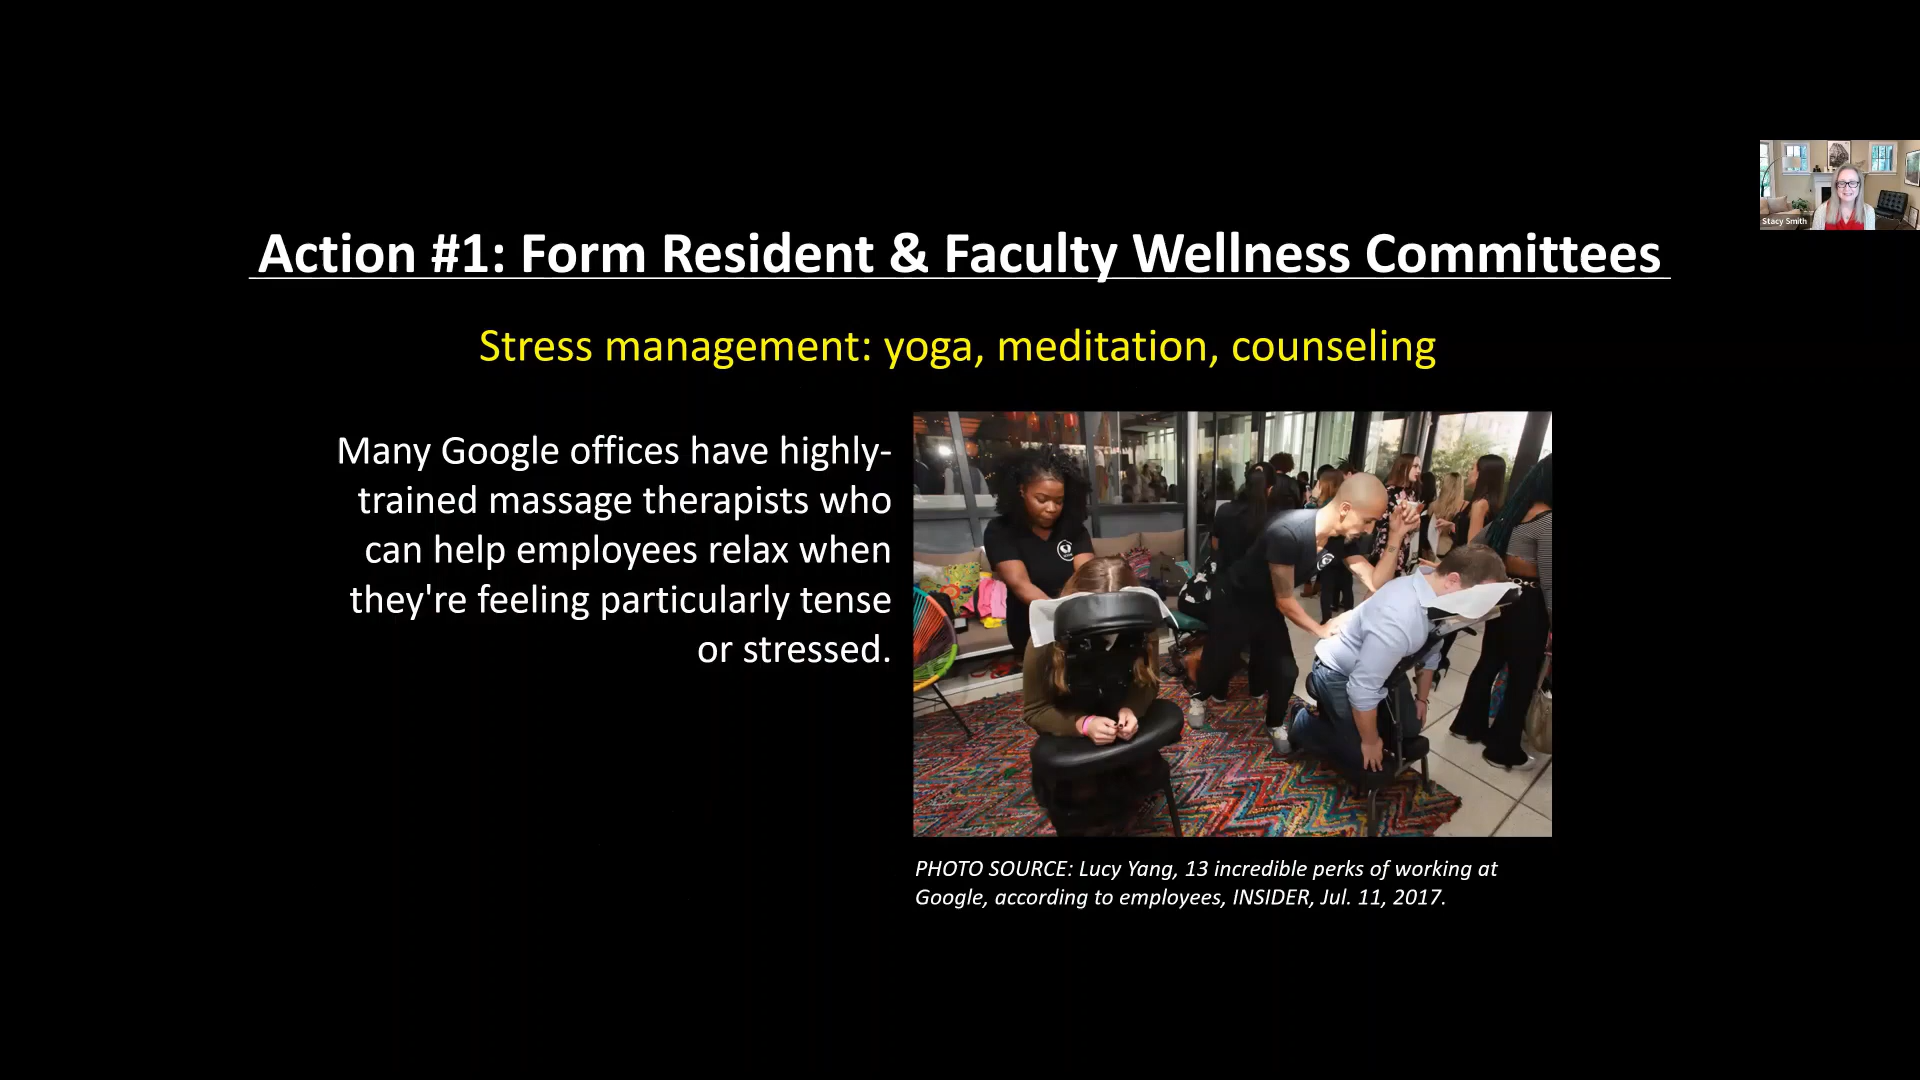 Action #1: Form Resident & Faculty Wellness Committees
Stress management: yoga, meditation, counseling
Many Google offices have highly-
trained massage therapists who
can help employees relax when
they're feeling particularly tense
or stressed.
PHOTO SOURCE: Lucy Yang, 13 incredible perks of working at
Google, according to employees, INSIDER, Jul. 11, 2017.
Stacy Smith